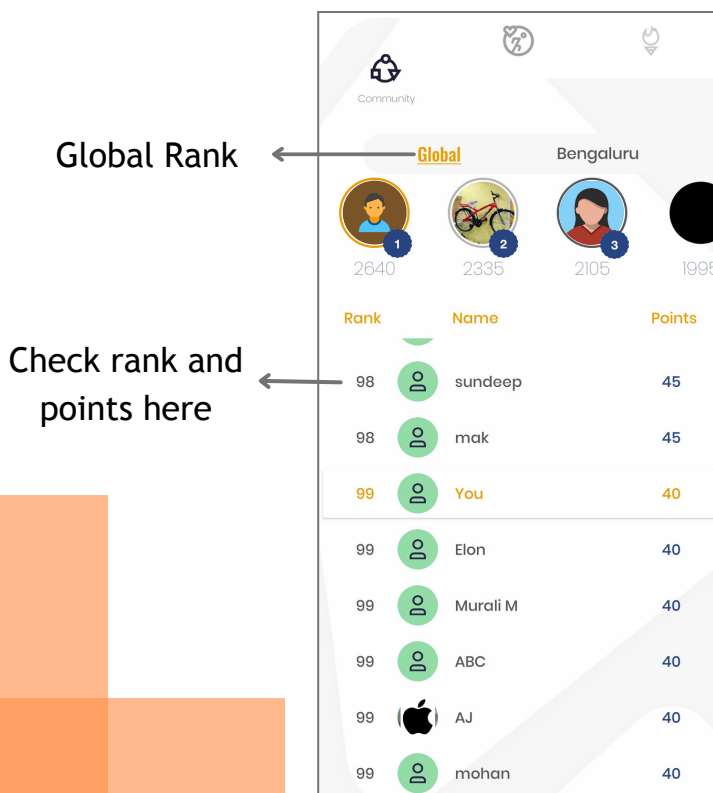 Community
Global Rank
Global
Bengaluru
1
2
3
2640
2335
2105
1995
Rank Name Points
Check rank and
points here
98 sundeep 45
98 mak 45
99 You 40
99 Elon 40
99 Murali M 40
99 ABC 40
99 AJ 40
99 mohan 40